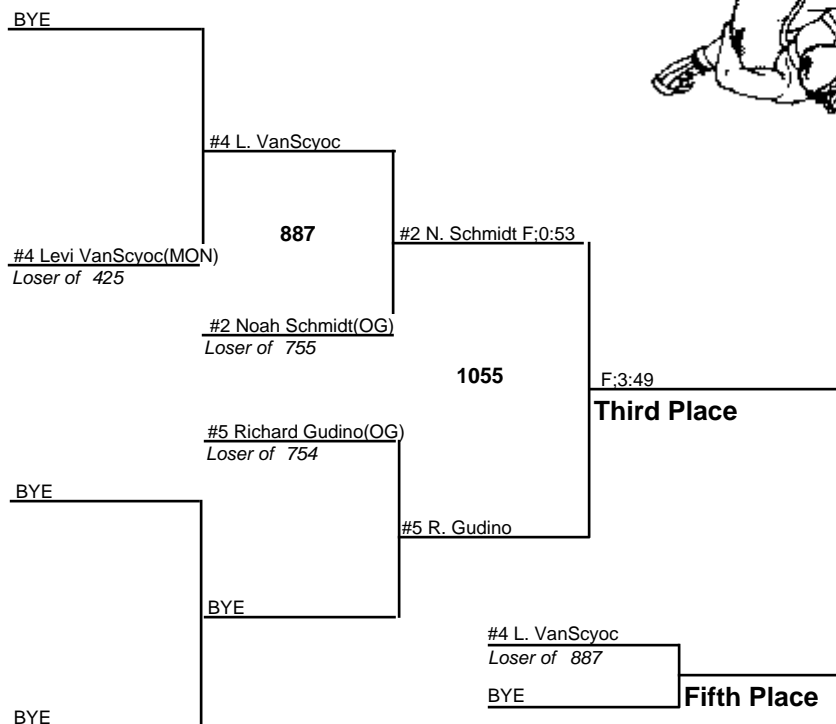 BYE
#4 L. VanScyoc
887
#2 N. Schmidt F;0:53
#4 Levi VanScyoc(MON)
Loser of 425
#2 Noah Schmidt(OG)
Loser of 755
1055
F;3:49
Third Place
#5 Richard Gudino(OG)
Loser of 754
BYE
#5 R. Gudino
BYE
#4 L. VanScyoc
Loser of 887
BYE
Fifth Place
BYE